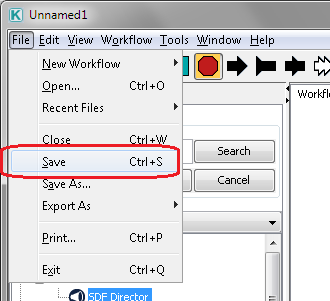 Unnamed1
File Edit View Workflow Tools Window Help
New Workflow
Open... Ctrl+O
Recent Files
Close Ctrl+W
Save Ctrl+S
Save As...
Export As
Print... Ctrl+P
Exit Ctrl+Q
Search
Cancel
Workflo
SDF Director